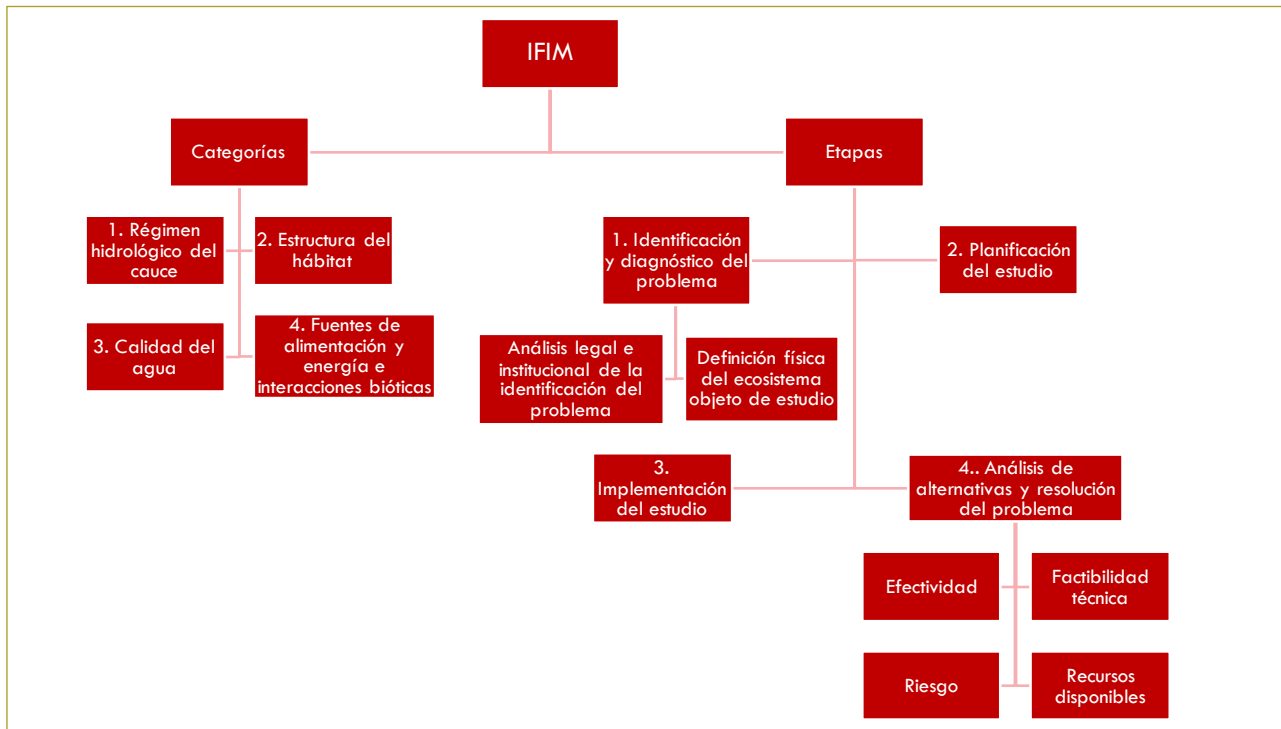 IFIM
Categorías
Etapas
1. Régimen
hidrológico del
cauce
2. Estructura del
hábitat
3. Calidad del
agua
4. Fuentes de
alimentación y
energía e
interacciones bióticas
1. Identificación
y diagnóstico del
problema
2. Planificación
del estudio
Análisis legal e
institucional de la
identificación del
problema
Definición física
del ecosistema
objeto de estudio
3.
Implementación
del estudio
4.. Análisis de
alternativas y resolución
del problema
Efectividad
Factibilidad
técnica
Riesgo
Recursos
disponibles